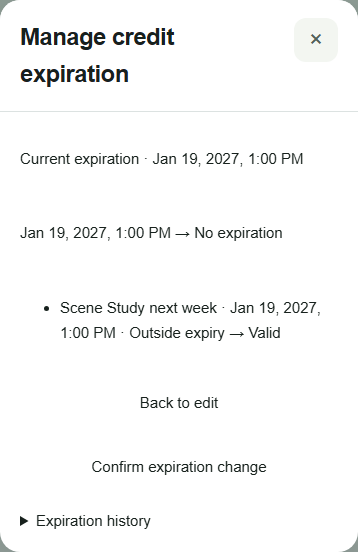 Manage credit
expiration
×
Current expiration · Jan 19, 2027, 1:00 PM
Jan 19, 2027, 1:00 PM → No expiration
• Scene Study next week · Jan 19, 2027,
1:00 PM · Outside expiry → Valid
Back to edit
Confirm expiration change
▶ Expiration history